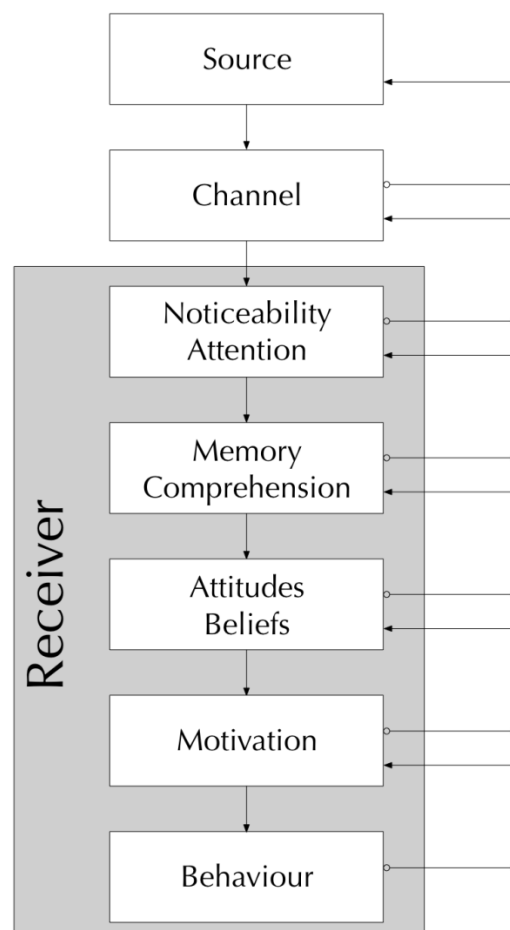 Source
Channel
Noticeability
Attention
Memory
Comprehension
Attitudes
Beliefs
Motivation
Behaviour
Receiver